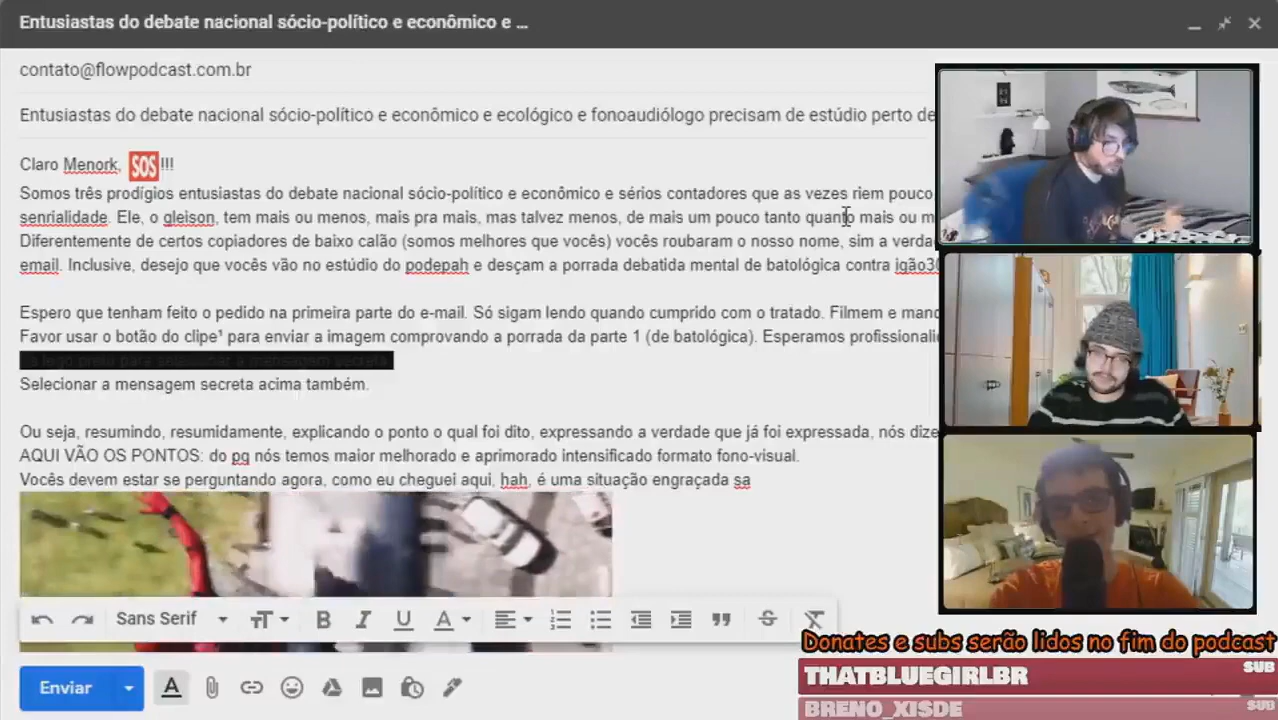 Entusiastas do debate nacional sócio-político e econômico e ...
contato@flowpodcast.com.br
Entusiastas do debate nacional sócio-político e econômico e ecológico e fonoaudiólogo precisam de estúdio perto de
Claro Menork, SOS!!!
Somos três prodígios entusiastas do debate nacional sócio-político e econômico e sérios contadores que as vezes riem pouco
senrialidade. Ele, o gleison, tem mais ou menos, mais pra mais, mas talvez menos, de mais um pouco tanto quanto mais ou m
Diferentemente de certos copiadores de baixo calão (somos melhores que vocês) vocês roubaram o nosso nome, sim a verda
email. Inclusive, desejo que vocês vão no estúdio do podepah e desçam a porrada debatida mental de batológica contra igão30
Espero que tenham feito o pedido na primeira parte do e-mail. Só sigam lendo quando cumprido com o tratado. Filmem e manc
Favor usar o botão do clipe¹ para enviar a imagem comprovando a porrada da parte 1 (de batológica). Esperamos profissionali
preto para selecionar a mensagem secreta
Selecionar a mensagem secreta acima também.
Ou seja, resumindo, resumidamente, explicando o ponto o qual foi dito, expressando a verdade que já foi expressada, nós dize
AQUI VÃO OS PONTOS: do pq nós temos maior melhorado e aprimorado intensificado formato fono-visual.
Vocês devem estar se perguntando agora, como eu cheguei aqui, hah, é uma situação engraçada sa
Sans Serif
Enviar
Donates e subs serão lidos no fim do podcast
THATBLUEGIRLBR SUB
BRENO_XISDE SUB